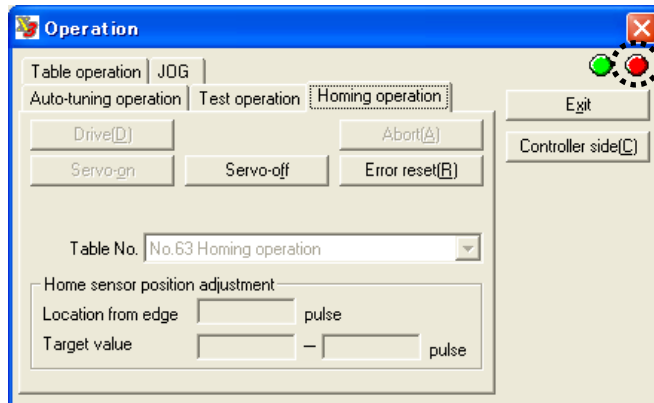 Operation
Table operation JOG
Auto-tuning operation Test operation Homing operation
Exit
Drive(D) Abort(A)
Controller side(C)
Servo-on Servo-off Error reset(R)
Table No. No.63 Homing operation
Home sensor position adjustment
Location from edge pulse
Target value — pulse